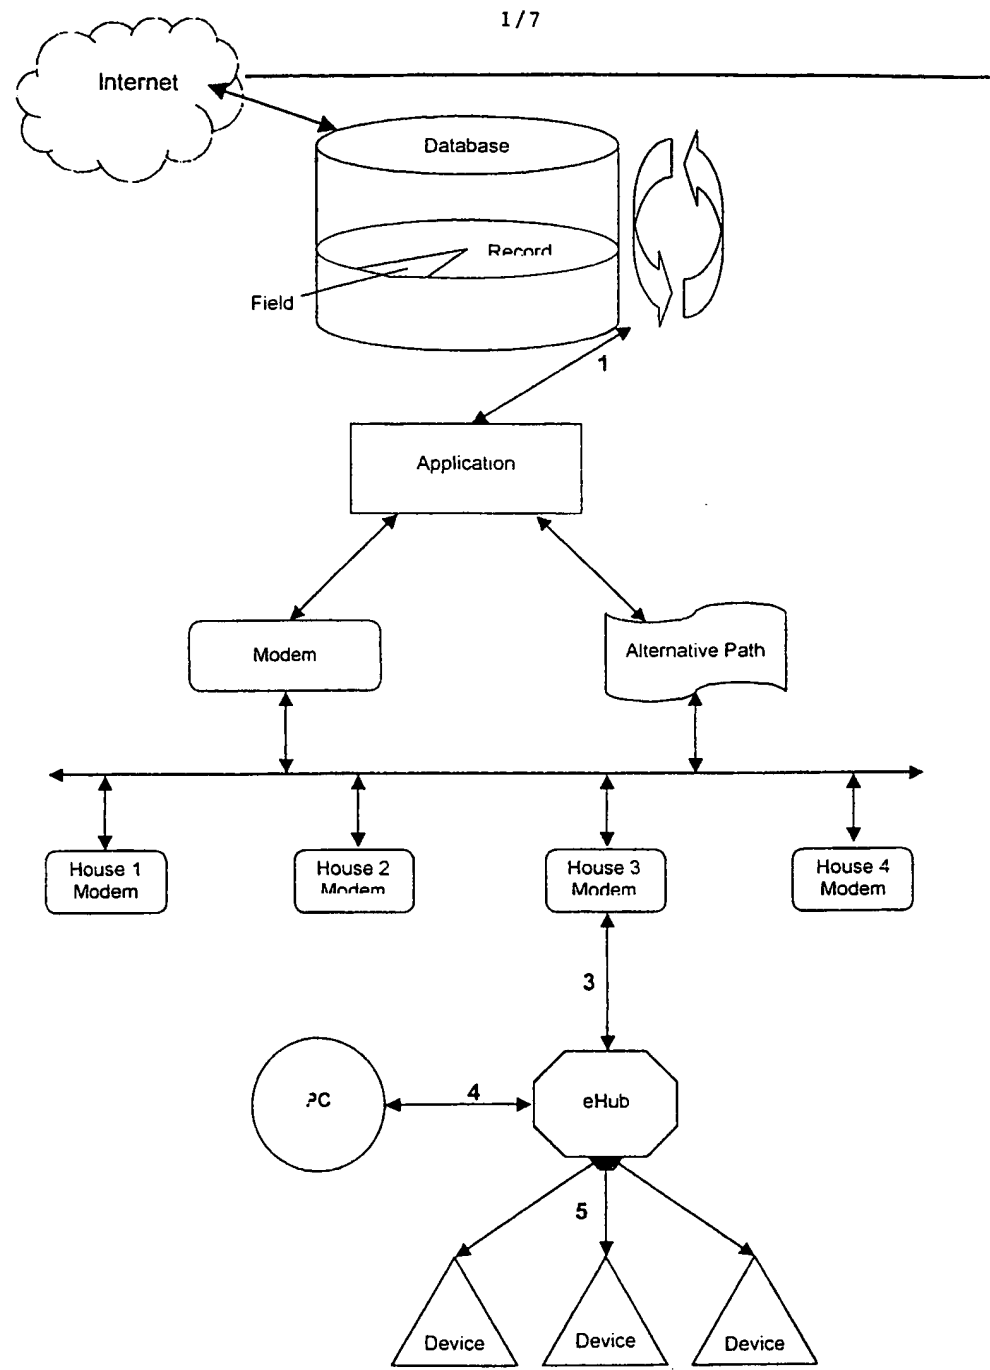 1/7
Internet
Database
Record
Field
1
Application
Modem
Alternative Path
House 1
Modem
House 2
Modem
House 3
Modem
House 4
Modem
3
PC
4
eHub
5
Device
Device
Device